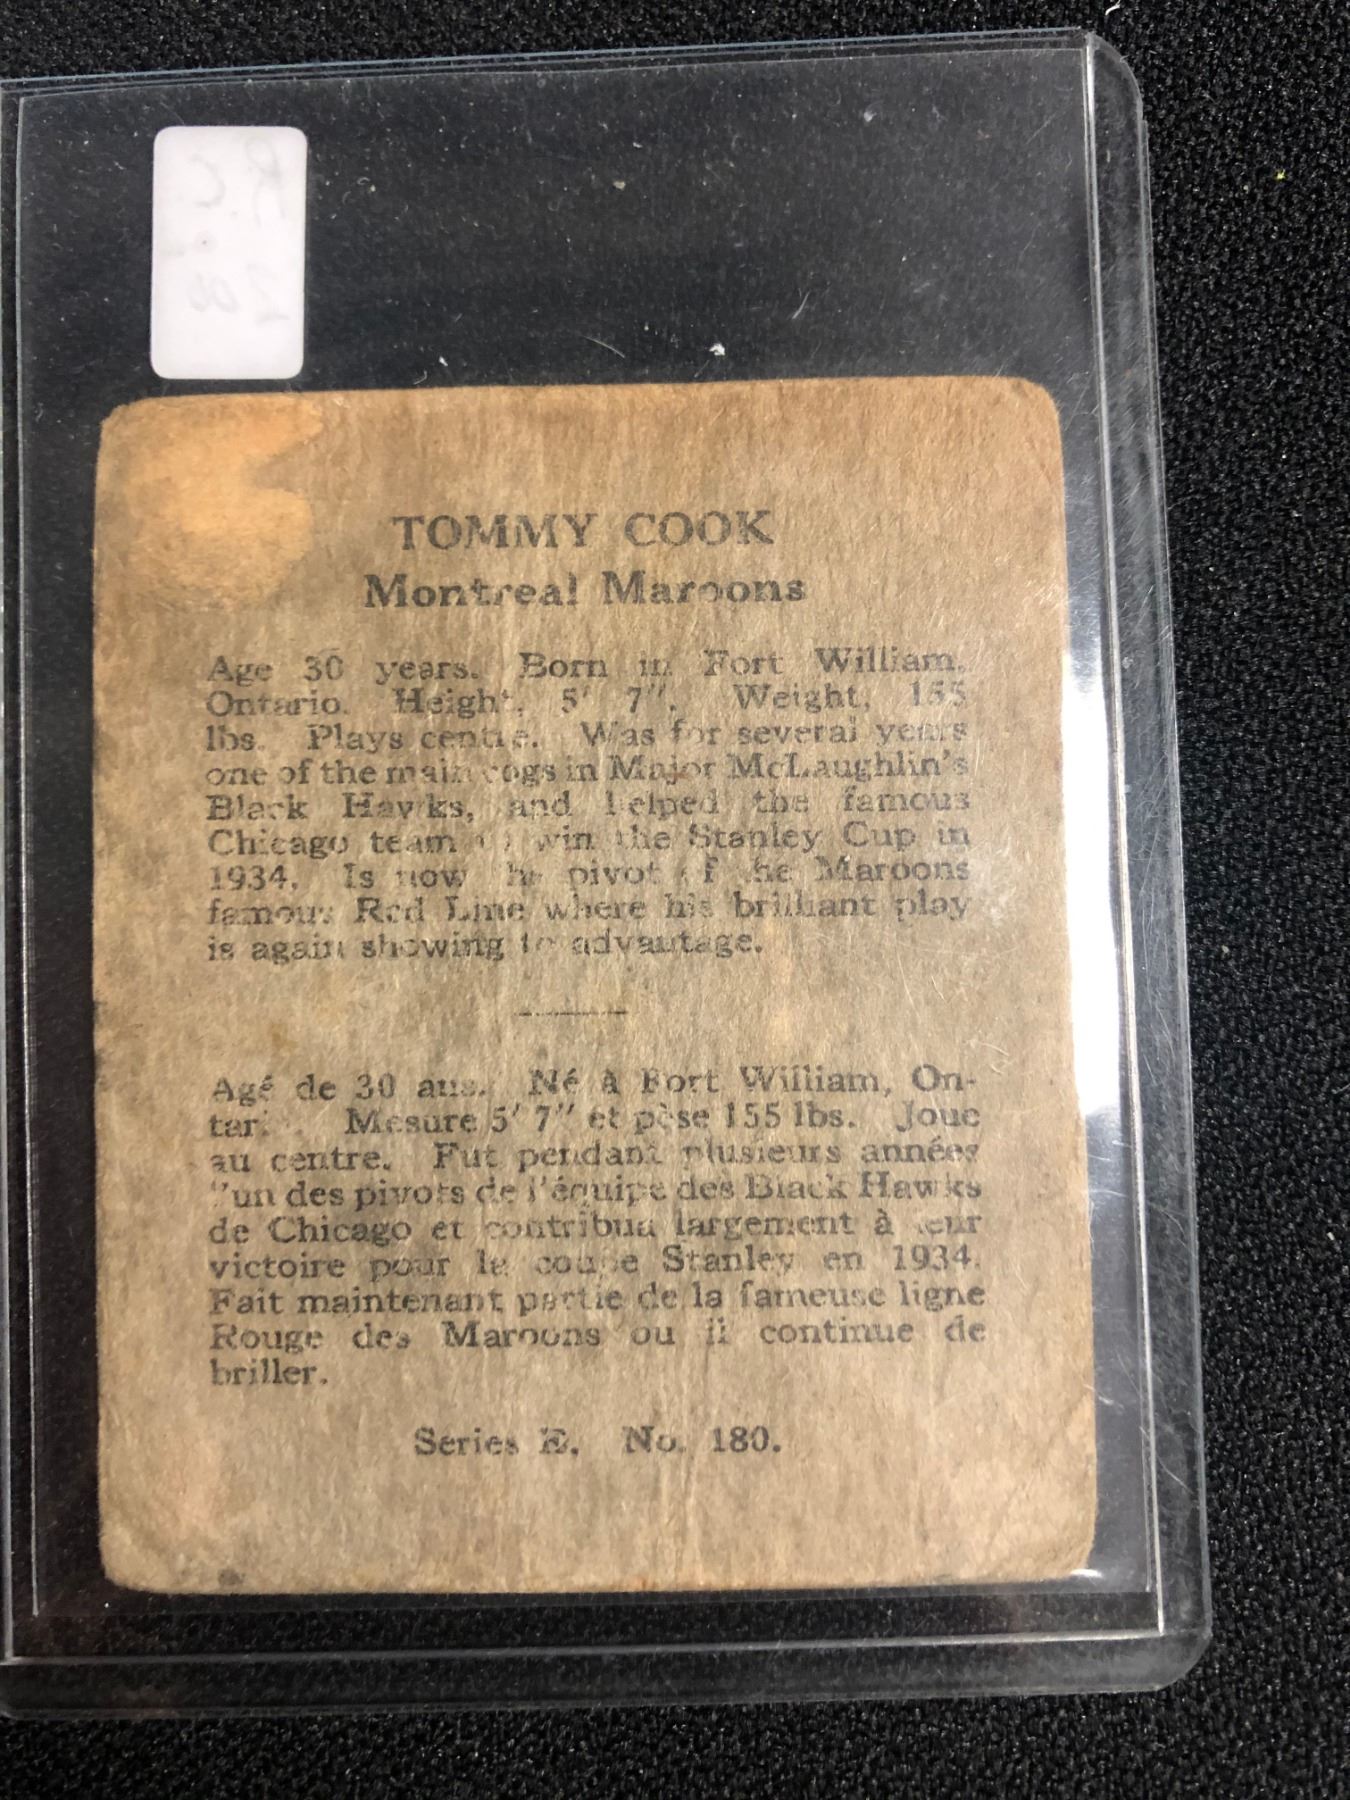 TOMMY COOK
Montreal Maroons
Age 30 years. Born in Fort William,
Ontario. Height, 5' 7". Weight, 155
lbs. Plays centre. Was for several years
one of the main cogs in Major McLaughlin's
Black Hawks, and helped the famous
Chicago team to win the Stanley Cup in
1934. Is now the pivot of the Maroons
famous Red Line where his brilliant play
is again showing to advantage.
Agé de 30 ans. Né à Fort William, On-
tario. Mesure 5' 7" et pèse 155 lbs. Joue
au centre. Fut pendant plusieurs années
l'un des pivots de l'équipe des Black Hawks
de Chicago et contribua largement à leur
victoire pour la coupe Stanley en 1934.
Fait maintenant partie de la fameuse ligne
Rouge des Maroons ou il continue de
briller.
Series E. No. 180.